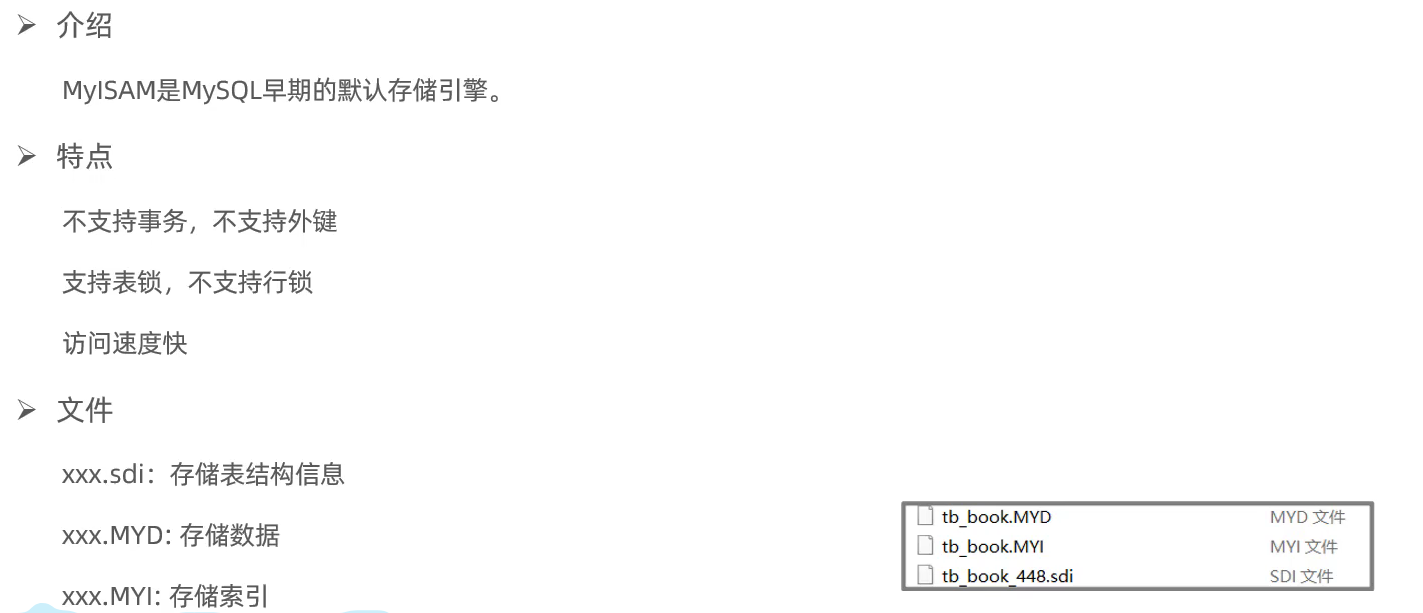 介绍
MyISAM是MySQL早期的默认存储引擎。
特点
不支持事务，不支持外键
支持表锁，不支持行锁
访问速度快
文件
xxx.sdi：存储表结构信息
xxx.MYD: 存储数据
xxx.MYI: 存储索引
tb_book.MYD MYD 文件
tb_book.MYI MYI 文件
tb_book_448.sdi SDI 文件